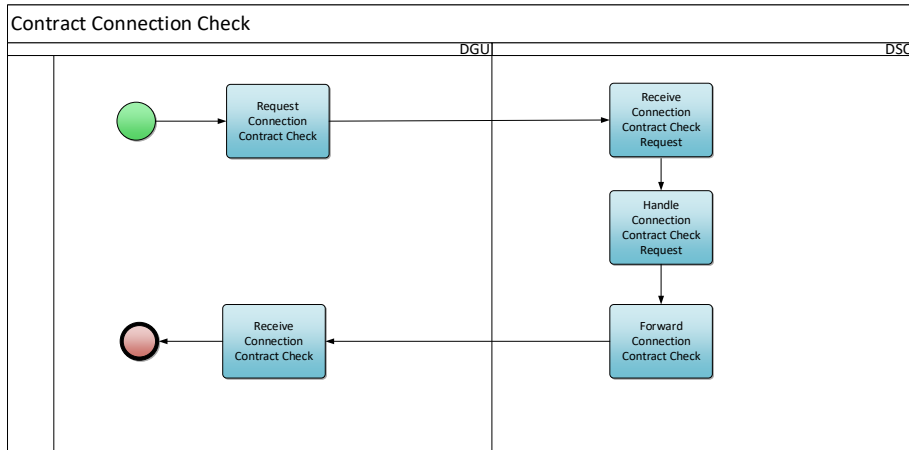 Contract Connection Check
DGU
DSO
Request
Connection
Contract Check
Receive
Connection
Contract Check
Request
Handle
Connection
Contract Check
Request
Receive
Connection
Contract Check
Forward
Connection
Contract Check